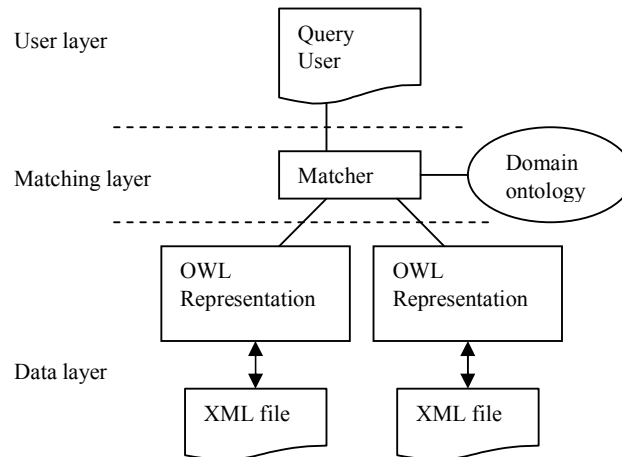 User layer
Query
User
Matching layer
Matcher
Domain
ontology
OWL
Representation
OWL
Representation
Data layer
XML file
XML file